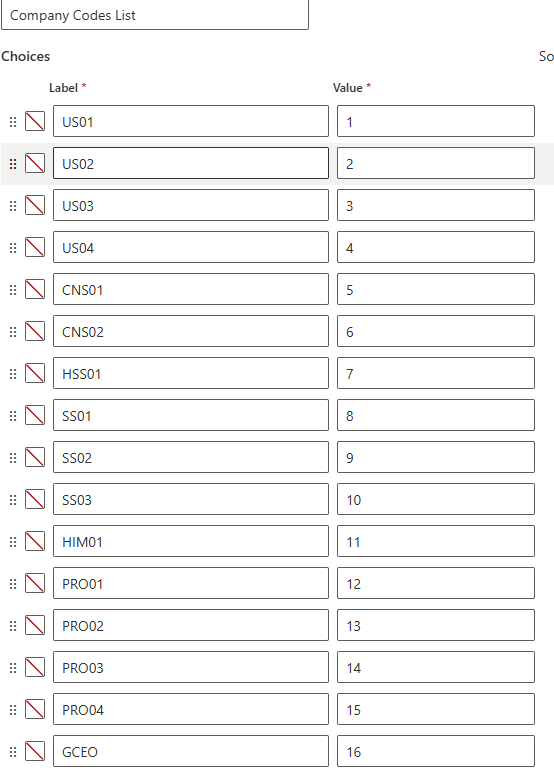 Company Codes List
Choices So
Label * Value *
US01 1
US02 2
US03 3
US04 4
CNS01 5
CNS02 6
HSS01 7
SS01 8
SS02 9
SS03 10
HIM01 11
PRO01 12
PRO02 13
PRO03 14
PRO04 15
GCEO 16